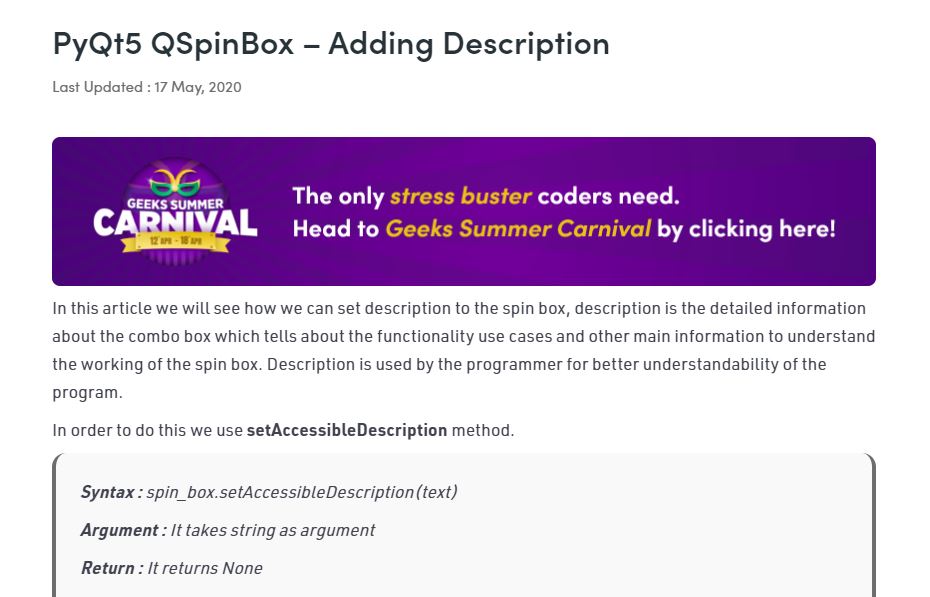 PyQt5 QSpinBox – Adding Description
Last Updated : 17 May, 2020
GEEKS SUMMER
CARNIVAL
12 APR - 18 APR
The only stress buster coders need.
Head to Geeks Summer Carnival by clicking here!
In this article we will see how we can set description to the spin box, description is the detailed information
about the combo box which tells about the functionality use cases and other main information to understand
the working of the spin box. Description is used by the programmer for better understandability of the
program.
In order to do this we use setAccessibleDescription method.
Syntax : spin_box.setAccessibleDescription(text)
Argument : It takes string as argument
Return : It returns None